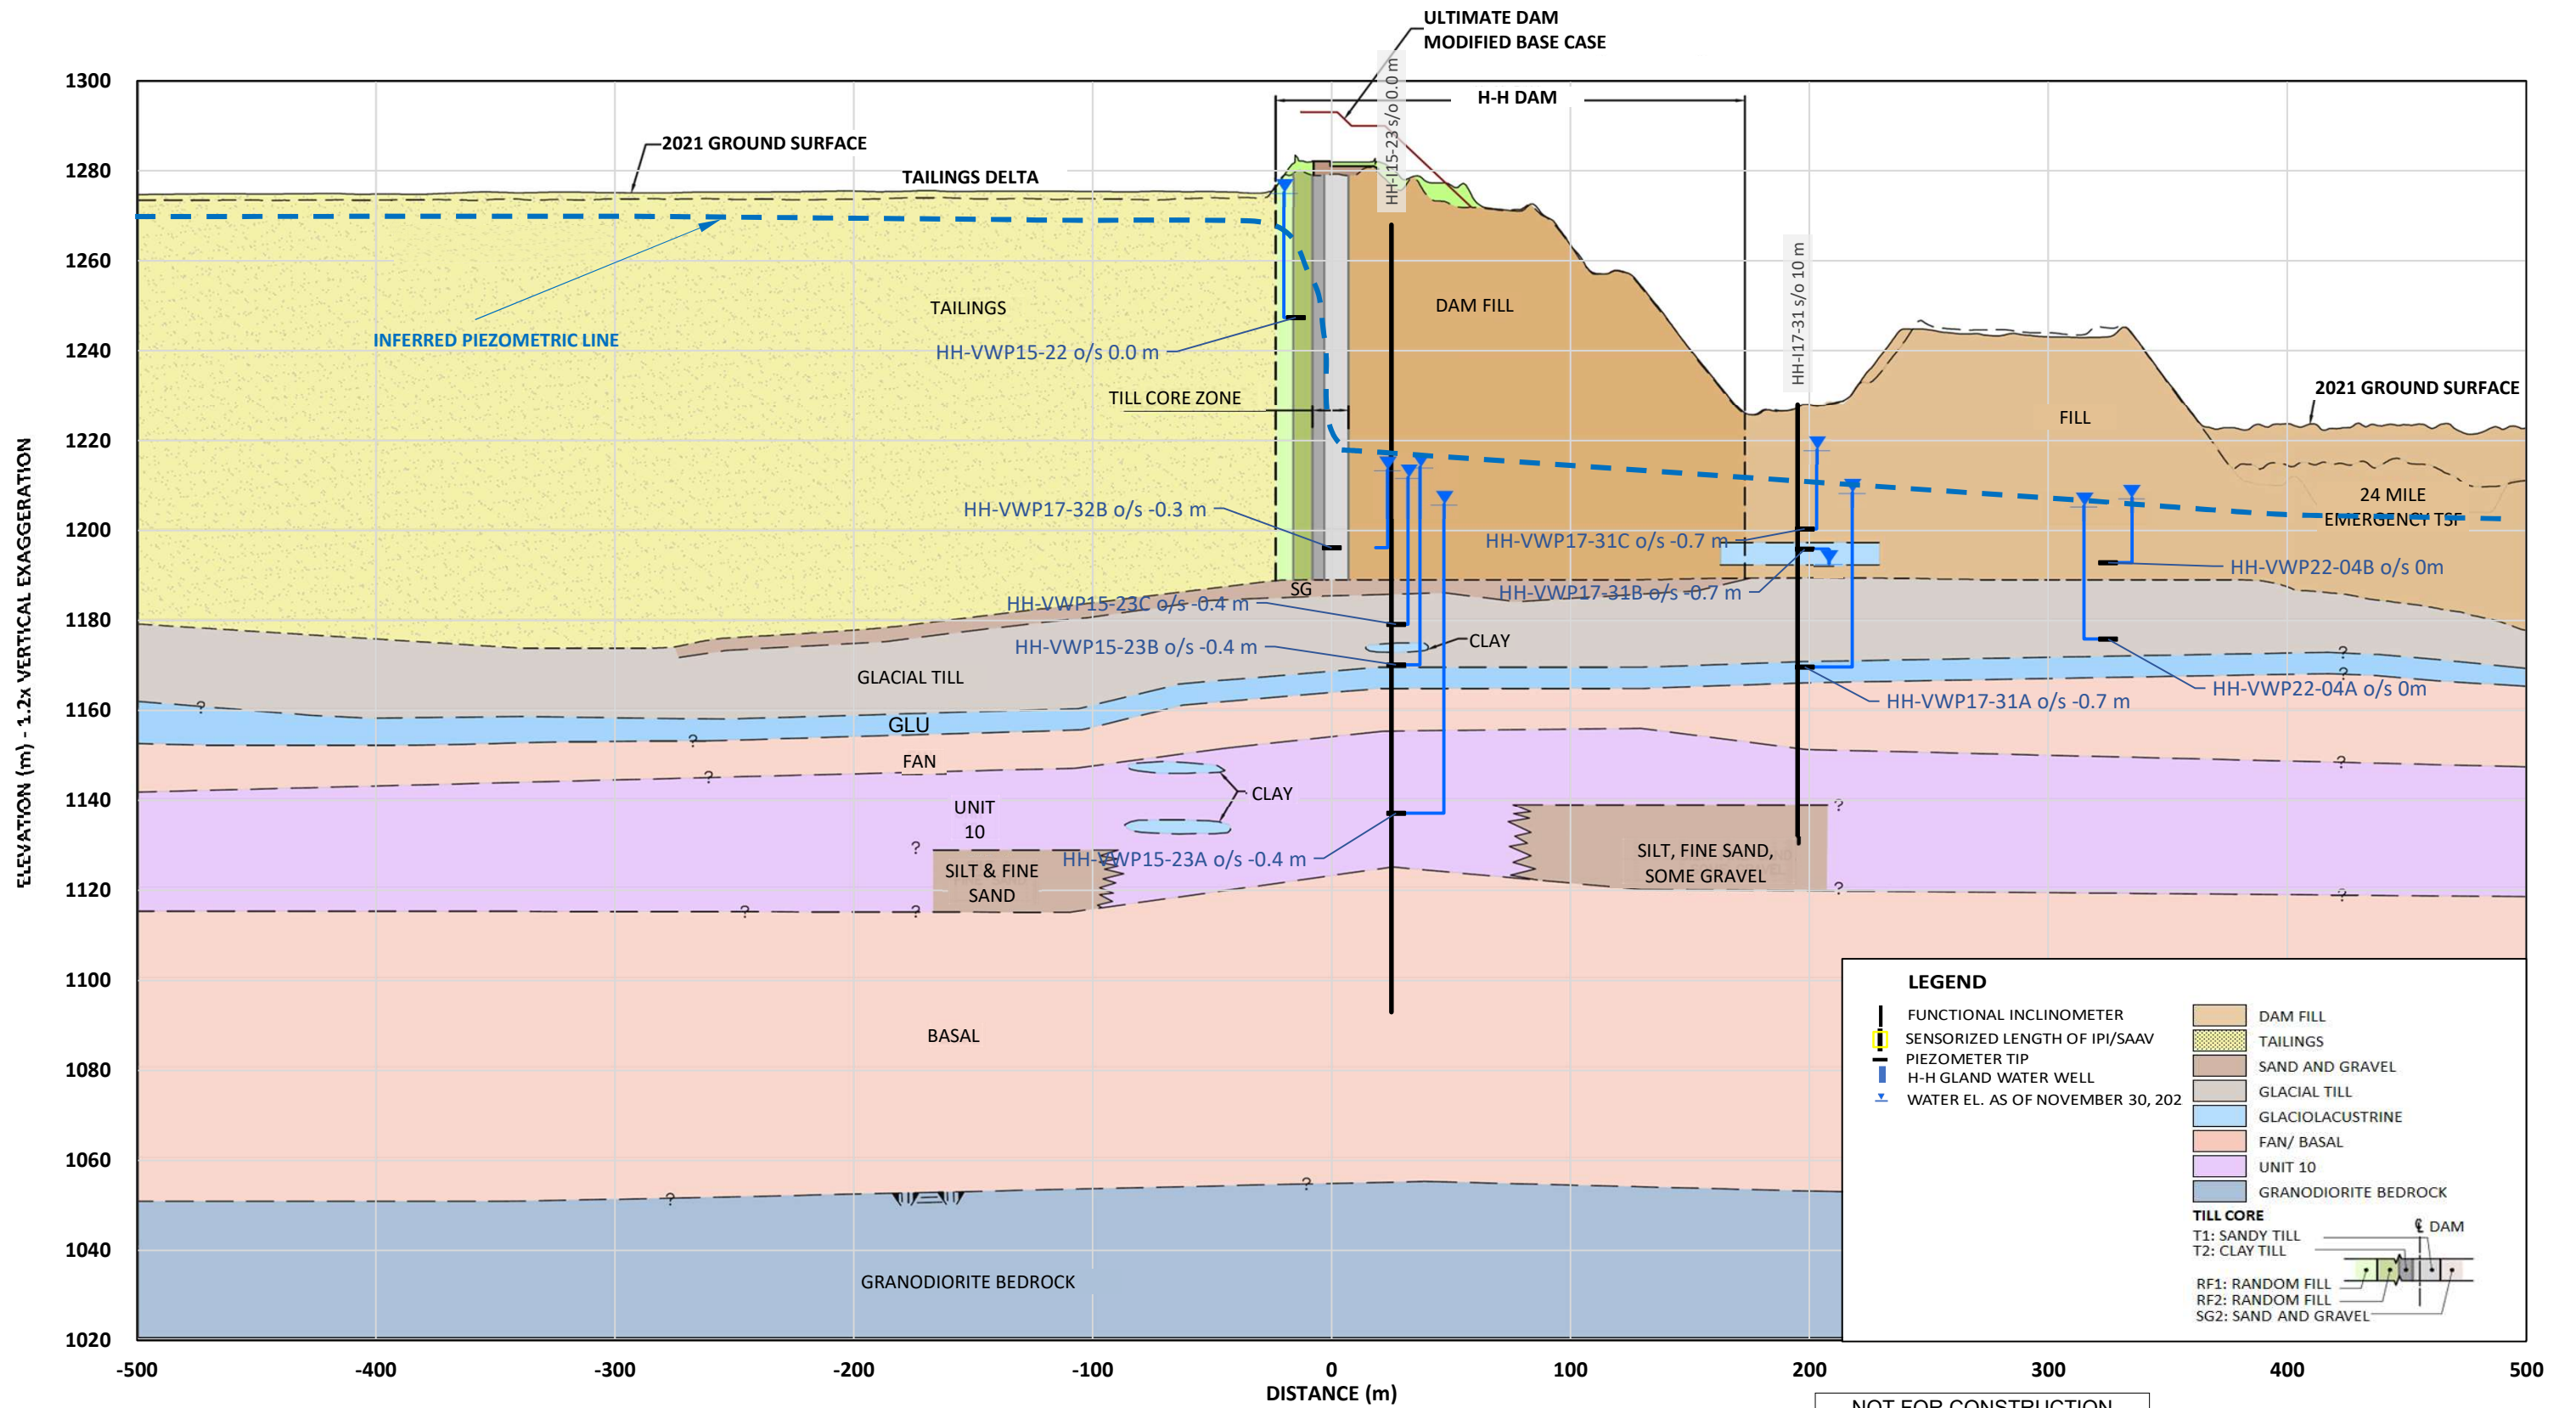 ULTIMATE DAM
MODIFIED BASE CASE
1300
H-H DAM
HH-I15-23 s/o 0.0 m
2021 GROUND SURFACE
1280
TAILINGS DELTA
1260
HH-I17-31 s/o 10 m
TAILINGS
DAM FILL
INFERRED PIEZOMETRIC LINE
1240
HH-VWP15-22 o/s 0.0 m
2021 GROUND SURFACE
TILL CORE ZONE
FILL
1220
HH-VWP17-32B o/s -0.3 m
24 MILE
EMERGENCY TSF
1200
HH-VWP17-31C o/s -0.7 m
HH-VWP22-04B o/s 0m
SG
HH-VWP17-31B o/s -0.7 m
HH-VWP15-23C o/s -0.4 m
1180
HH-VWP15-23B o/s -0.4 m
CLAY
?
GLACIAL TILL
?
HH-VWP22-04A o/s 0m
HH-VWP17-31A o/s -0.7 m
1160
?
GLU
?
FAN
?
?
CLAY
1140
UNIT
10
?
?
HH-VWP15-23A o/s -0.4 m
SILT, FINE SAND,
SOME GRAVEL
SILT & FINE
SAND
1120
?
?
?
?
1100
1080
BASAL
1060
?
?
1040
GRANODIORITE BEDROCK
1020
ELEVATION (m) - 1.2x VERTICAL EXAGGERATION
-500
-400
-300
-200
-100
0
100
200
300
400
500
DISTANCE (m)
LEGEND
FUNCTIONAL INCLINOMETER
SENSORIZED LENGTH OF IPI/SAAV
PIEZOMETER TIP
H-H GLAND WATER WELL
WATER EL. AS OF NOVEMBER 30, 202
DAM FILL
TAILINGS
SAND AND GRAVEL
GLACIAL TILL
GLACIOLACUSTRINE
FAN/ BASAL
UNIT 10
GRANODIORITE BEDROCK
TILL CORE
℄ DAM
T1: SANDY TILL
T2: CLAY TILL
RF1: RANDOM FILL
RF2: RANDOM FILL
SG2: SAND AND GRAVEL
NOT FOR CONSTRUCTION